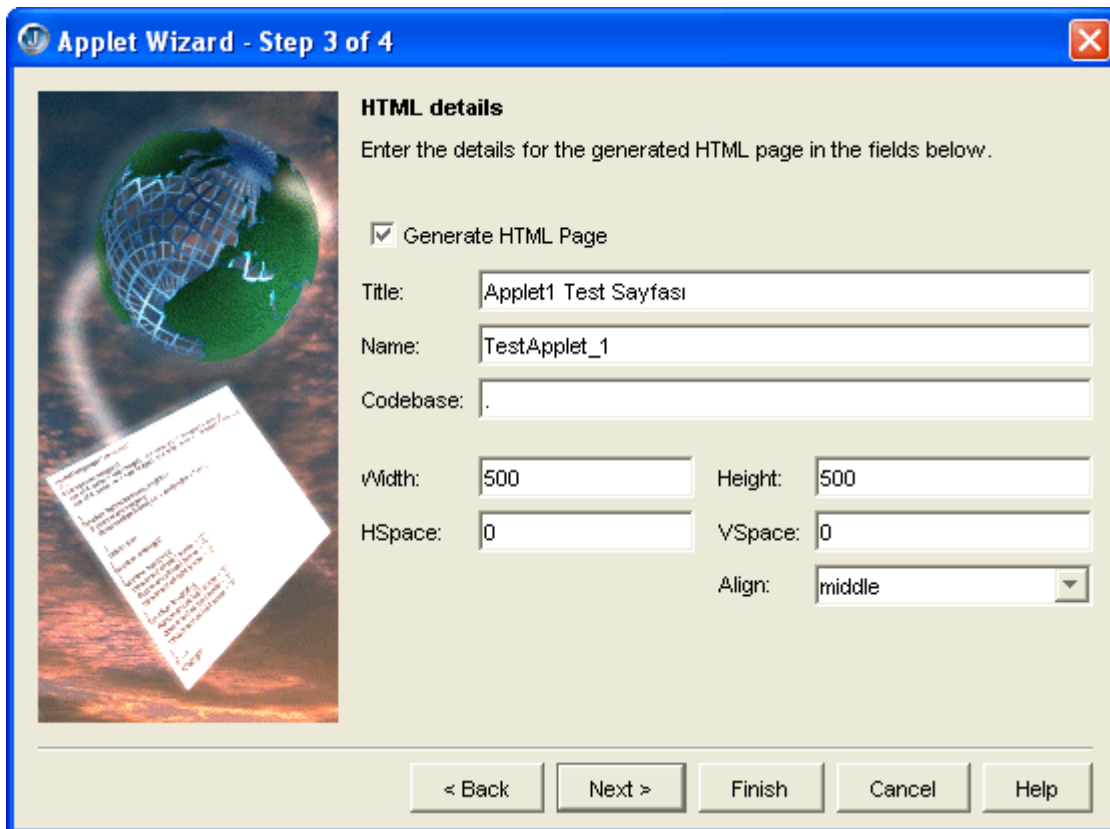 Applet Wizard - Step 3 of 4
HTML details
Enter the details for the generated HTML page in the fields below.
Generate HTML Page
Title: Applet1 Test Sayfası
Name: TestApplet_1
Codebase: .
Width: 500 Height: 500
HSpace: 0 VSpace: 0
Align: middle
< Back Next > Finish Cancel Help